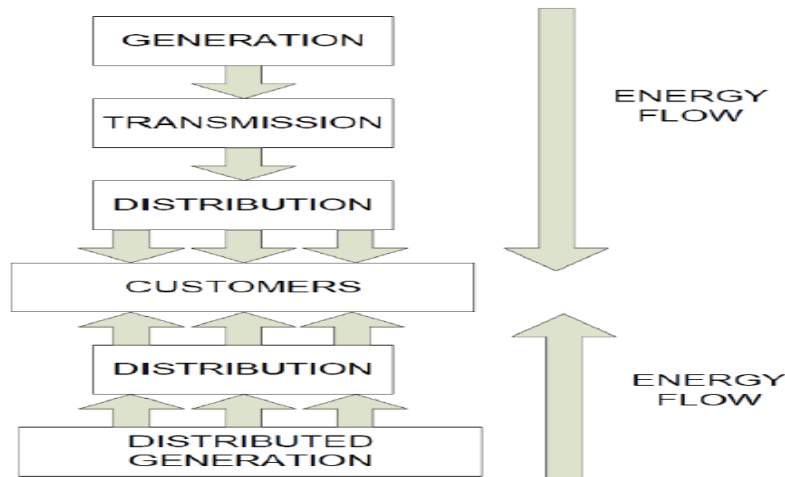 GENERATION
TRANSMISSION
DISTRIBUTION
CUSTOMERS
DISTRIBUTION
DISTRIBUTED
GENERATION
ENERGY
FLOW
ENERGY
FLOW